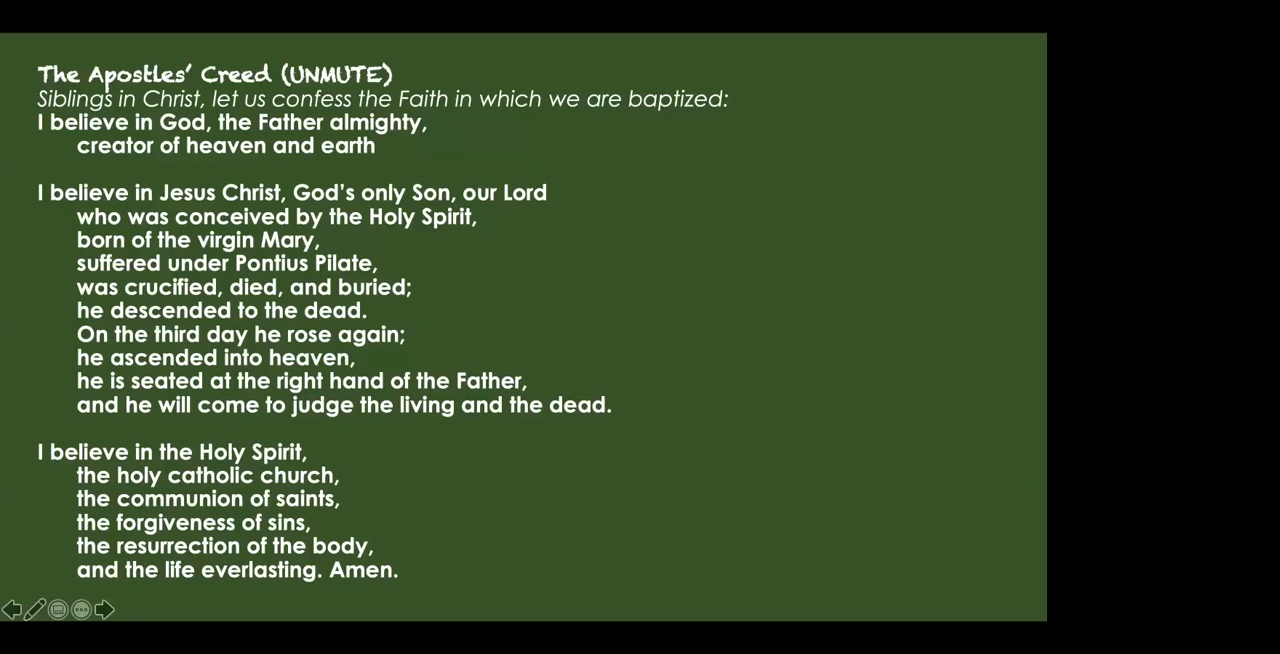 The Apostles' Creed (UNMUTE)
Siblings in Christ, let us confess the Faith in which we are baptized:
I believe in God, the Father almighty,
creator of heaven and earth
I believe in Jesus Christ, God's only Son, our Lord
who was conceived by the Holy Spirit,
born of the virgin Mary,
suffered under Pontius Pilate,
was crucified, died, and buried;
he descended to the dead.
On the third day he rose again;
he ascended into heaven,
he is seated at the right hand of the Father,
and he will come to judge the living and the dead.
I believe in the Holy Spirit,
the holy catholic church,
the communion of saints,
the forgiveness of sins,
the resurrection of the body,
and the life everlasting. Amen.